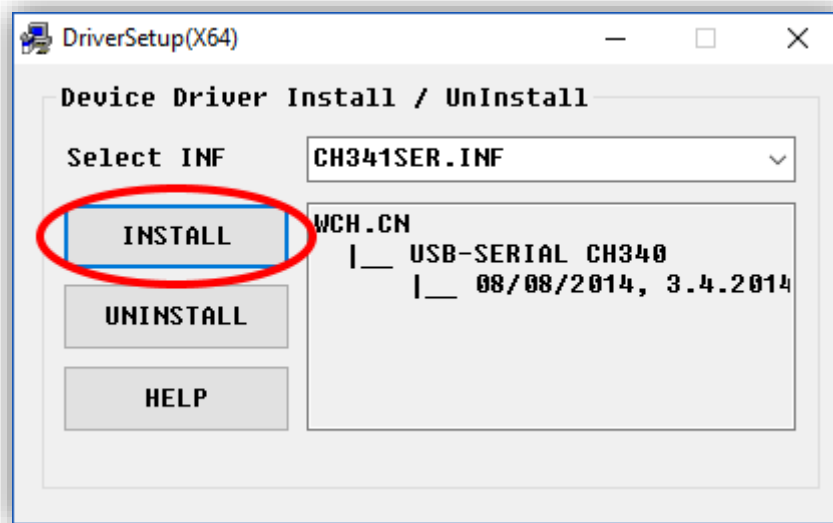 DriverSetup(X64)
Device Driver Install / UnInstall
Select INF
CH341SER.INF
INSTALL
UNINSTALL
HELP
WCH.CN
|__ USB-SERIAL CH340
|__ 08/08/2014, 3.4.2014